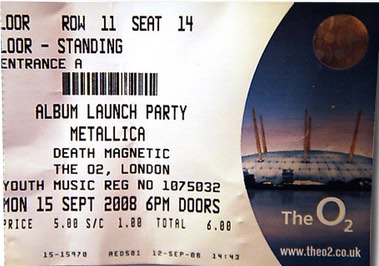 LOOR ROW 11 SEAT 14
LOOR - STANDING
ENTRANCE A
ALBUM LAUNCH PARTY
METALLICA
DEATH MAGNETIC
THE O2, LONDON
YOUTH MUSIC REG NO 1075032
MON 15 SEPT 2008 6PM DOORS
PRICE 5.00 S/C 1.00 TOTAL 6.00
15-15970 RED501 12-SEP-08 14:43
The O2
www.theo2.co.uk